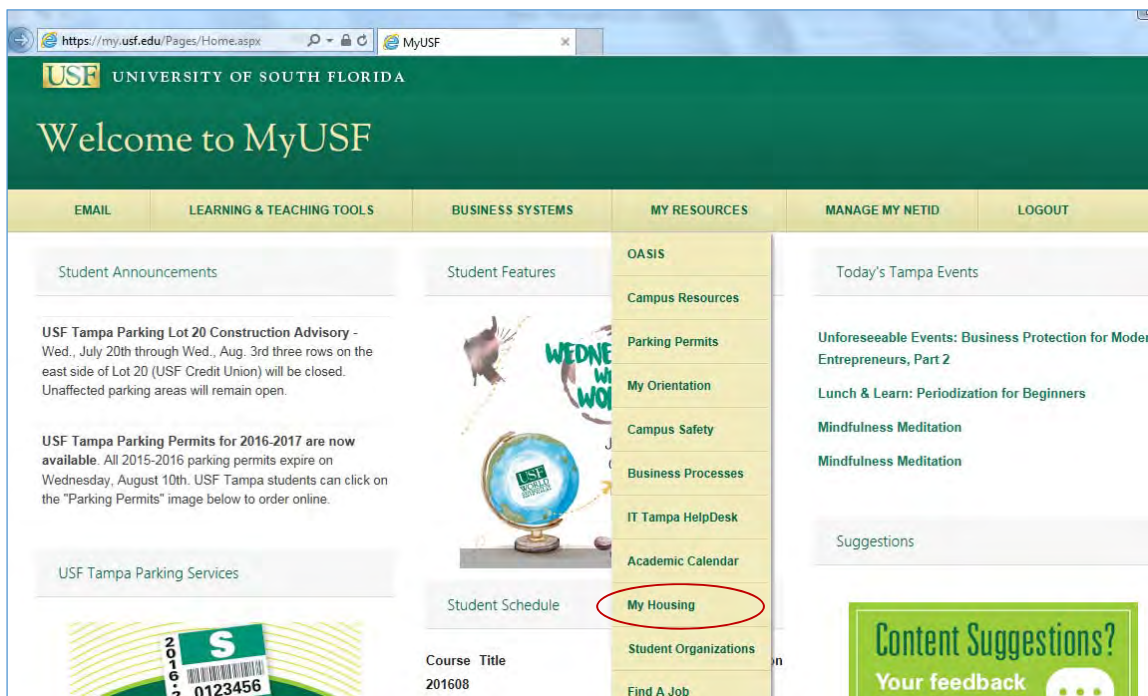 https://my.usf.edu/Pages/Home.aspx
MyUSF
USF UNIVERSITY OF SOUTH FLORIDA
Welcome to MyUSF
EMAIL
LEARNING & TEACHING TOOLS
BUSINESS SYSTEMS
MY RESOURCES
MANAGE MY NETID
LOGOUT
Student Announcements
USF Tampa Parking Lot 20 Construction Advisory -
Wed., July 20th through Wed., Aug. 3rd three rows on the
east side of Lot 20 (USF Credit Union) will be closed.
Unaffected parking areas will remain open.
USF Tampa Parking Permits for 2016-2017 are now
available. All 2015-2016 parking permits expire on
Wednesday, August 10th. USF Tampa students can click on
the "Parking Permits" image below to order online.
USF Tampa Parking Services
2016
S
0123456
Student Features
WEDNE
WOR
USF
WORLD
Student Schedule
Course Title
201608
OASIS
Campus Resources
Parking Permits
My Orientation
Campus Safety
Business Processes
IT Tampa HelpDesk
Academic Calendar
My Housing
Student Organizations
Find A Job
Today's Tampa Events
Unforeseeable Events: Business Protection for Moder
Entrepreneurs, Part 2
Lunch & Learn: Periodization for Beginners
Mindfulness Meditation
Mindfulness Meditation
Suggestions
Content Suggestions?
Your feedback